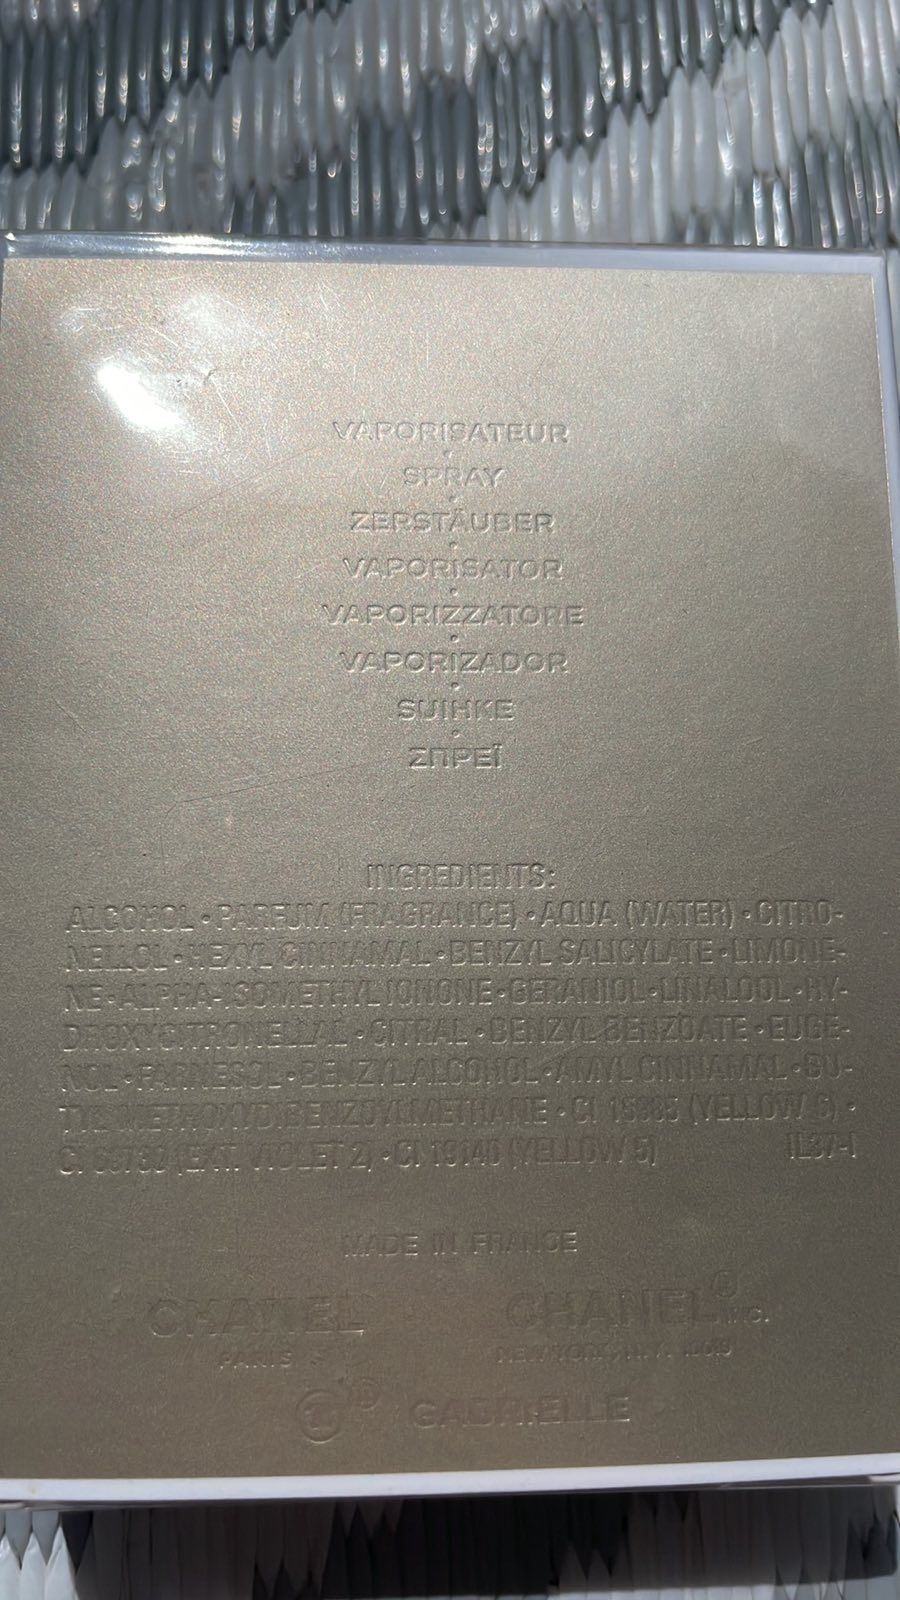 VAPORISATEUR
•
SPRAY
•
ZERSTÄUBER
•
VAPORISATOR
•
VAPORIZZATORE
•
VAPORIZADOR
•
SUIHKE
•
ΣΠΡΕΪ
INGREDIENTS:
ALCOHOL • PARFUM (FRAGRANCE) • AQUA (WATER) • CITRO-
NELLOL • HEXYL CINNAMAL • BENZYL SALICYLATE • LIMONE-
NE • ALPHA-ISOMETHYL IONONE • GERANIOL • LINALOOL • HY-
DROXYCITRONELLAL • CITRAL • BENZYL BENZOATE • EUGE-
NOL • FARNESOL • BENZYL ALCOHOL • AMYL CINNAMAL • BU-
TYL METHOXYDIBENZOYLMETHANE • CI 15985 (YELLOW 6) •
CI 60730 (EXT. VIOLET 2) • CI 19140 (YELLOW 5) IL37-1
MADE IN FRANCE
CHANEL CHANEL® INC.
PARIS NEW YORK, N.Y. 10019
GABRIELLE